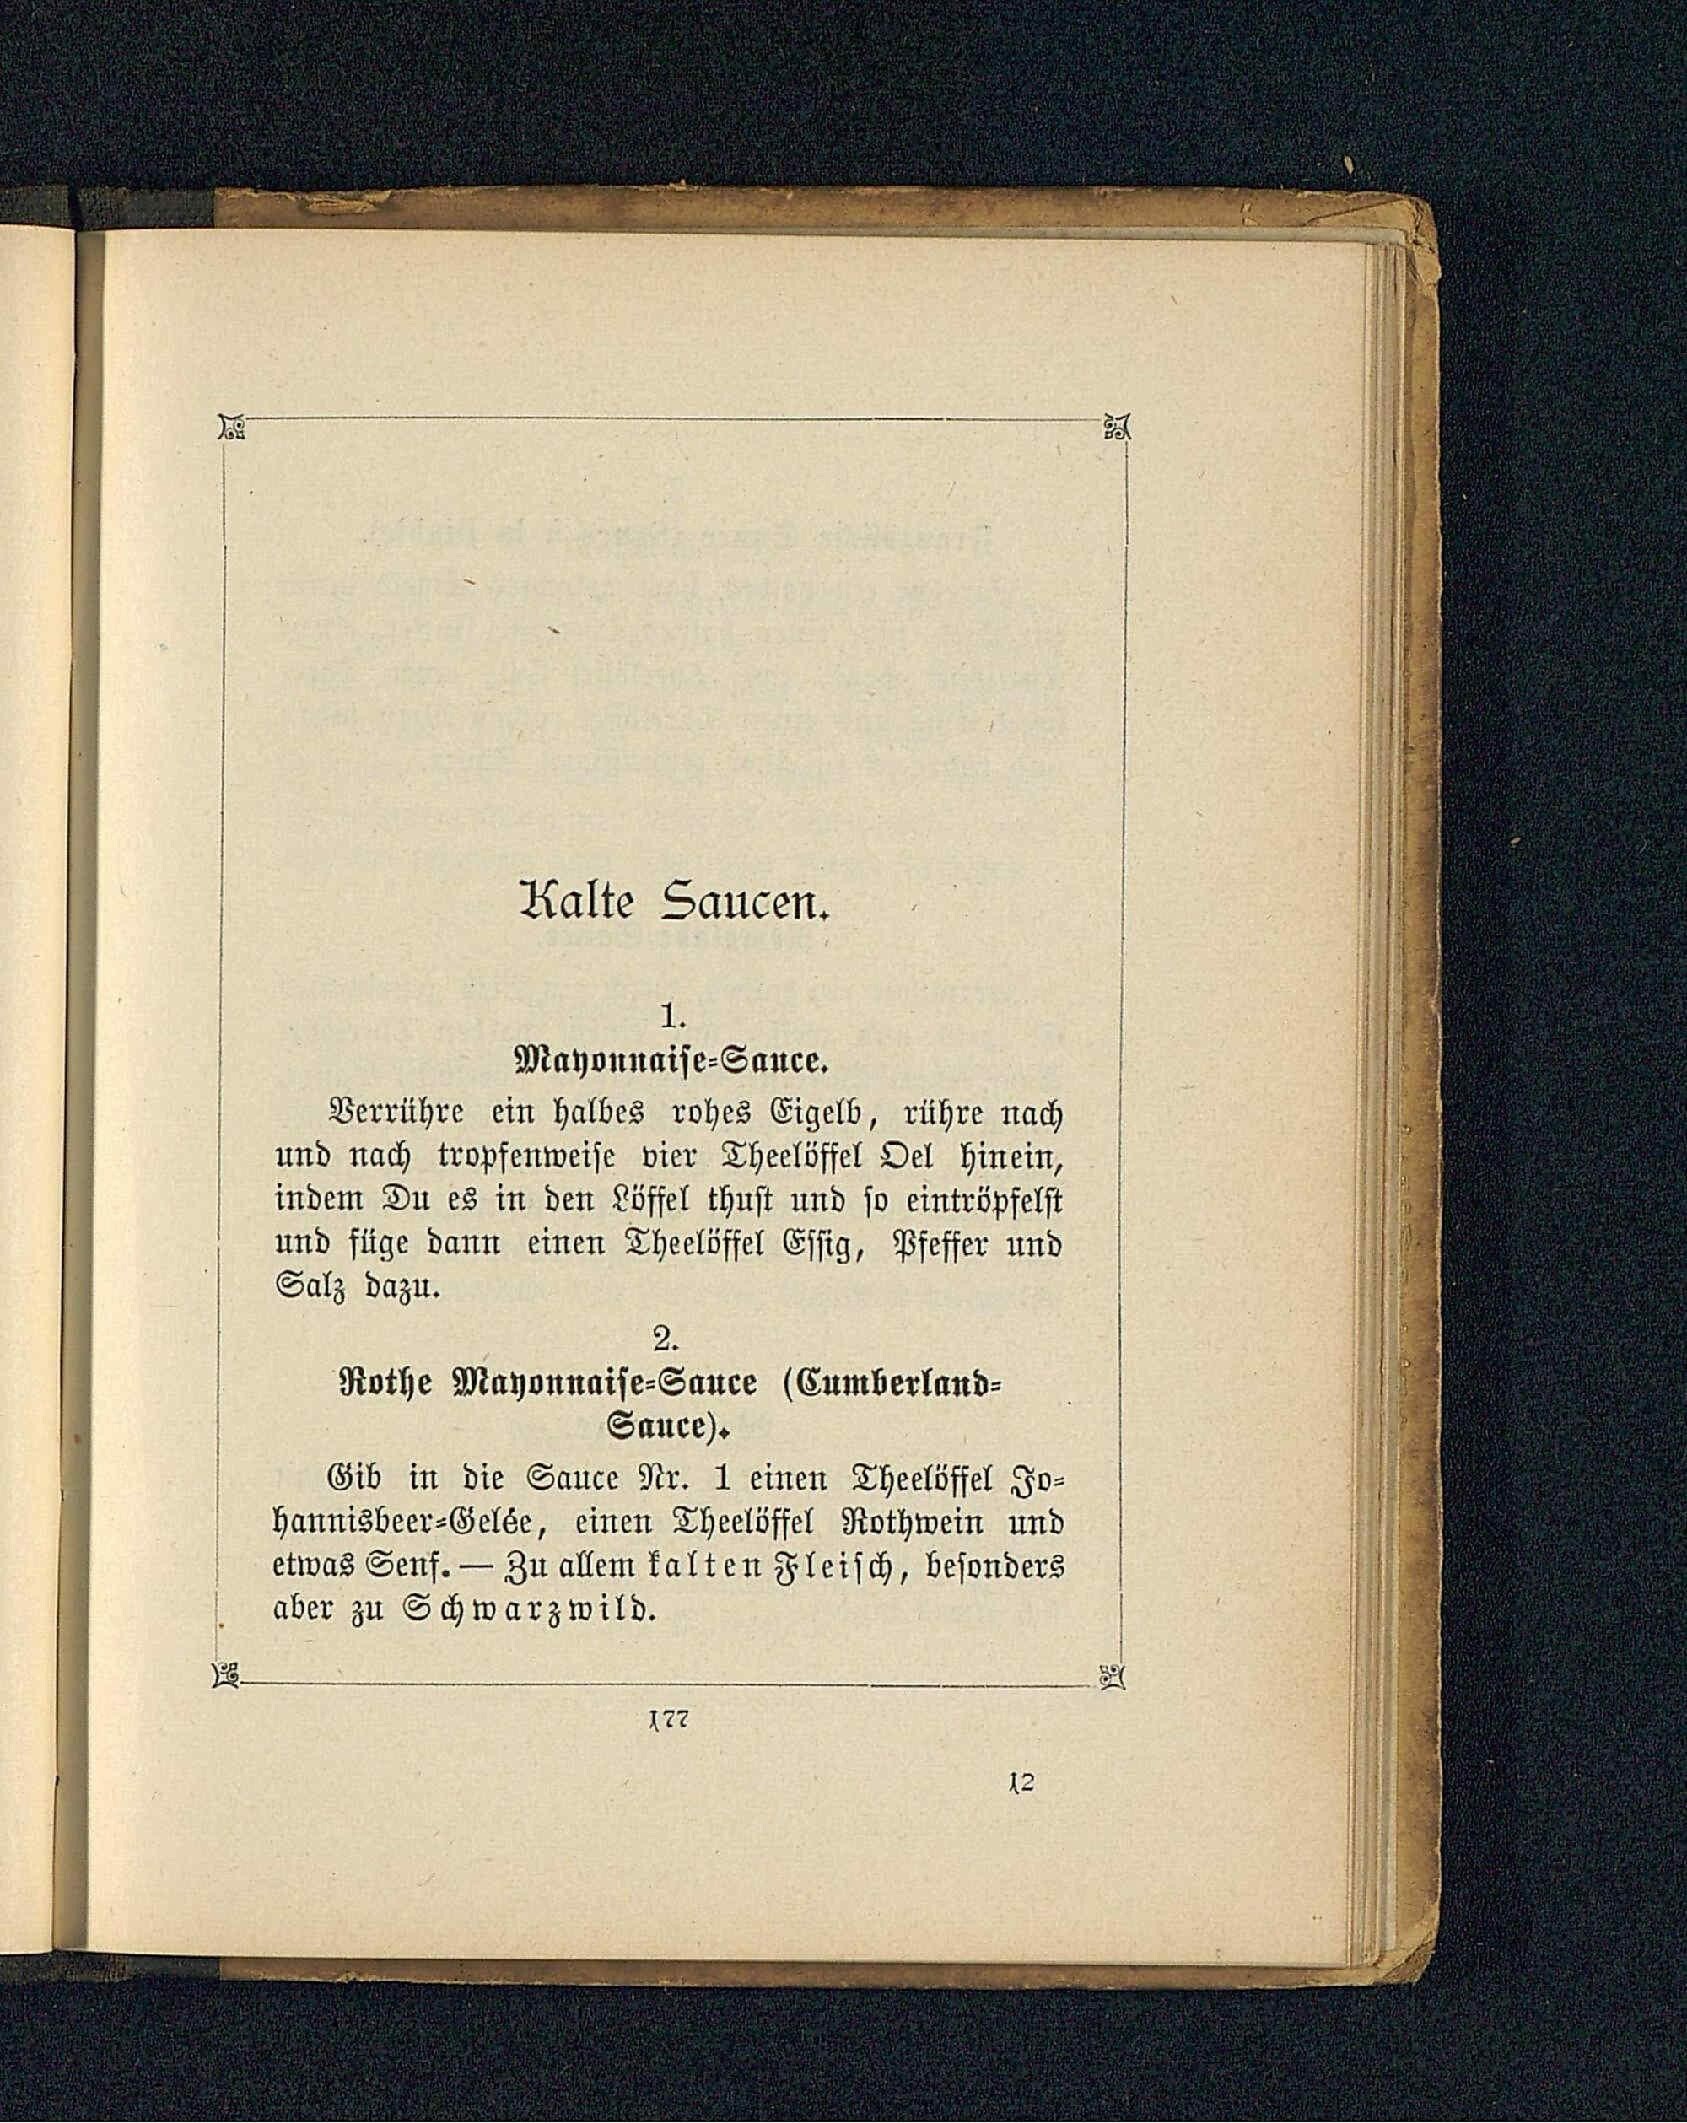 Kalte Saucen.
1.
Mayonnaise-Sauce.
Verrühre ein halbes rohes Eigelb, rühre nach
und nach tropfenweise vier Theelöffel Oel hinein,
indem Du es in den Löffel thust und so eintröpfelst
und füge dann einen Theelöffel Essig, Pfeffer und
Salz dazu.
2.
Rothe Mayonnaise-Sauce (Cumberland-
Sauce).
Gib in die Sauce Nr. 1 einen Theelöffel Jo-
hannisbeer-Gelée, einen Theelöffel Rothwein und
etwas Senf. — Zu allem kalten Fleisch, besonders
aber zu Schwarzwild.
177
12